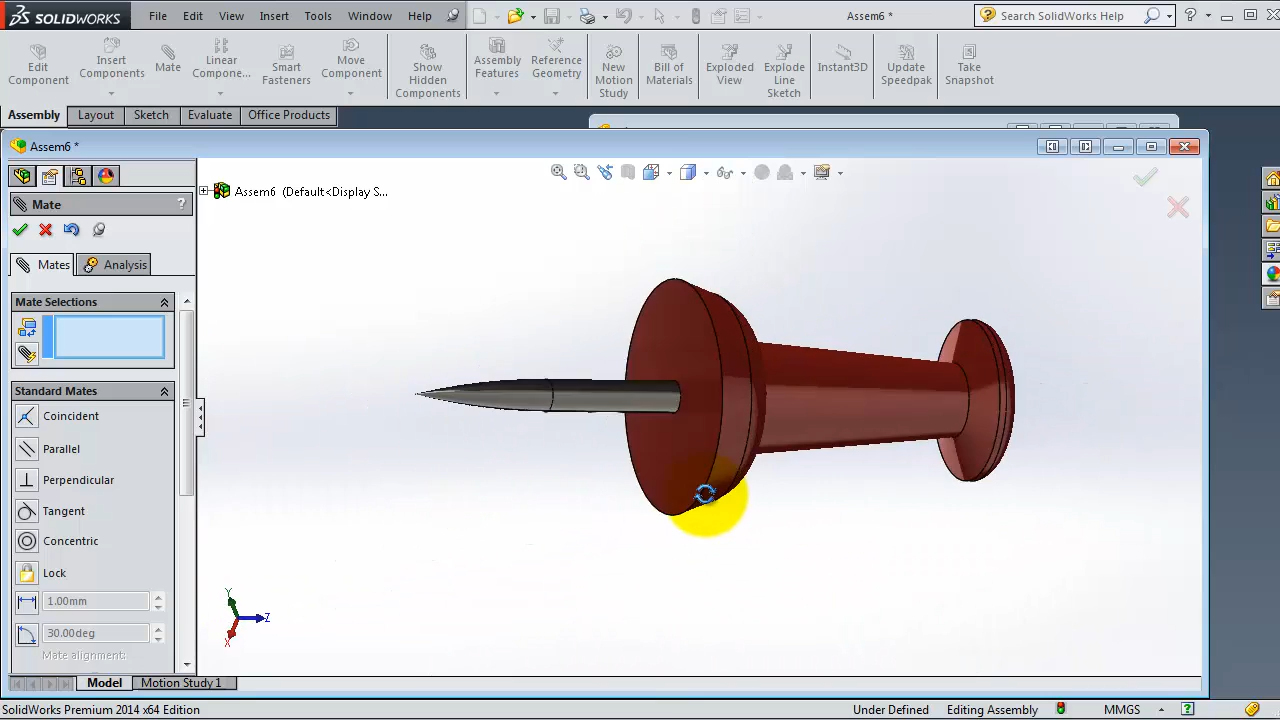 SOLIDWORKS File Edit View Insert Tools Window Help Assem6 * Search SolidWorks Help
Edit Component
Insert Components
Mate
Linear Compone...
Smart Fasteners
Move Component
Show Hidden Components
Assembly Features
Reference Geometry
New Motion Study
Bill of Materials
Exploded View
Explode Line Sketch
Instant3D
Update Speedpak
Take Snapshot
Assembly Layout Sketch Evaluate Office Products
Assem6 *
Assem6 (Default<Display S...
Mate ?
Mates Analysis
Mate Selections
Standard Mates
Coincident
Parallel
Perpendicular
Tangent
Concentric
Lock
1.00mm
30.00deg
Mate alignment:
Y
Z
X
Model Motion Study 1
SolidWorks Premium 2014 x64 Edition Under Defined Editing Assembly MMGS ?